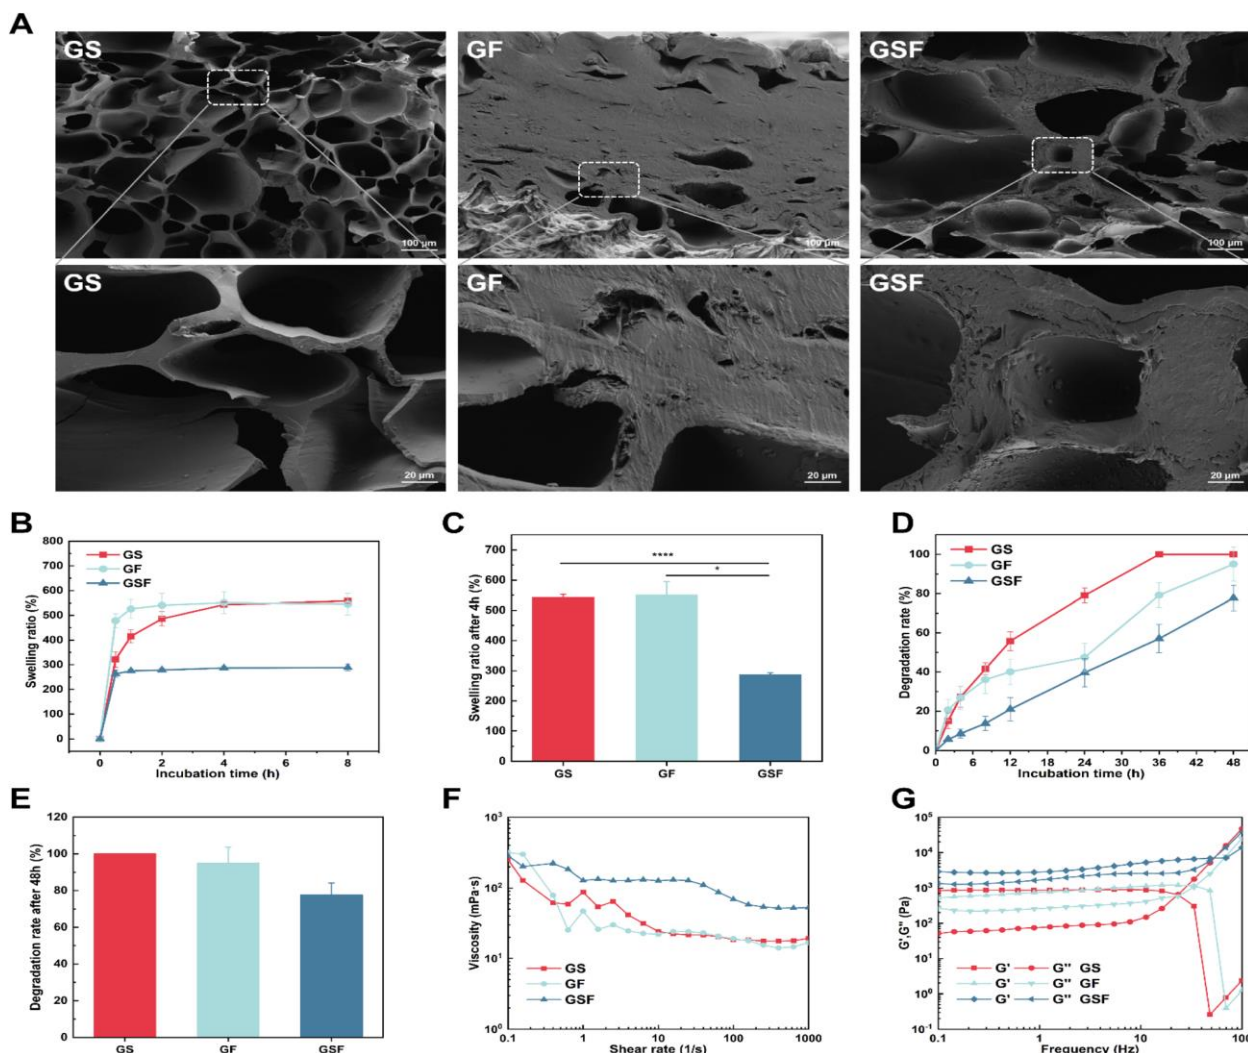 A
GS
GF
GSF
100 μm
100 μm
100 μm
GS
GF
GSF
20 μm
20 μm
20 μm
B
Swelling ratio (%)
800
700
600
500
400
300
200
100
0
GS
GF
GSF
0
2
4
6
8
Incubation time (h)
C
Swelling ratio after 4h (%)
700
600
500
400
300
200
100
0
****
*
GS
GF
GSF
D
Degradation rate (%)
100
80
60
40
20
0
GS
GF
GSF
0
6
12
18
24
30
36
42
48
Incubation time (h)
E
Degradation rate after 48h (%)
120
100
80
60
40
20
0
GS
GF
GSF
F
Viscosity (mPa·s)
10³
10²
10¹
10⁰
GS
GF
GSF
0.1
1
10
100
1000
Shear rate (1/s)
G
G',G'' (Pa)
10⁵
10⁴
10³
10²
10¹
10⁰
10⁻¹
G' G'' GS
G' G'' GF
G' G'' GSF
0.1
1
10
100
Frequency (Hz)